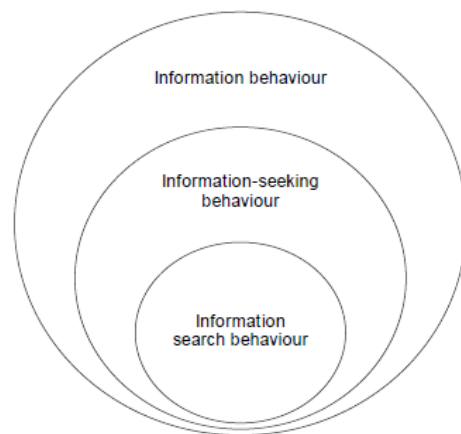 Information behaviour
Information-seeking
behaviour
Information
search behaviour